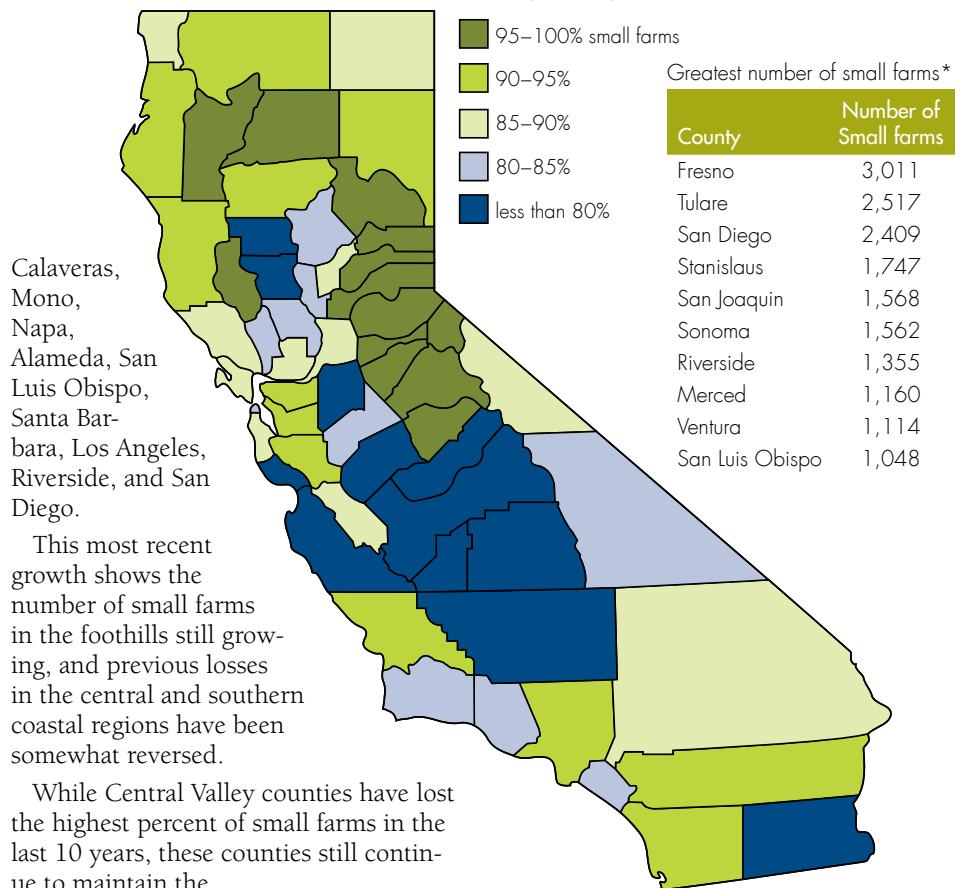 95–100% small farms
90–95%
85–90%
80–85%
less than 80%
Greatest number of small farms*
County Number of Small farms
Fresno 3,011
Tulare 2,517
San Diego 2,409
Stanislaus 1,747
San Joaquin 1,568
Sonoma 1,562
Riverside 1,355
Merced 1,160
Ventura 1,114
San Luis Obispo 1,048
Calaveras,
Mono,
Napa,
Alameda, San
Luis Obispo,
Santa Bar-
bara, Los Angeles,
Riverside, and San
Diego.
This most recent
growth shows the
number of small farms
in the foothills still grow-
ing, and previous losses
in the central and southern
coastal regions have been
somewhat reversed.
While Central Valley counties have lost
the highest percent of small farms in the
last 10 years, these counties still contin-
ue to maintain the